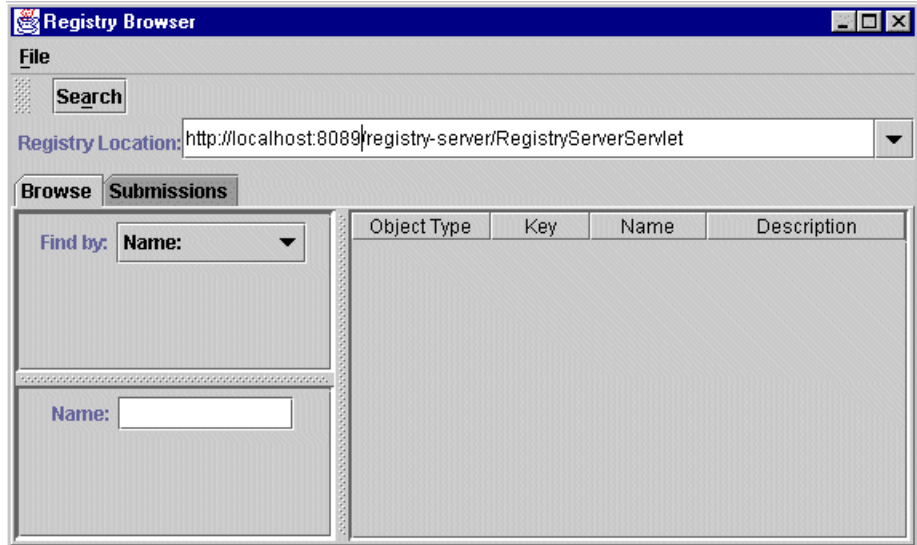 Registry Browser
File
Search
Registry Location: http://localhost:8089/registry-server/RegistryServerServlet
Browse Submissions
Find by: Name:
Object Type Key Name Description
Name: